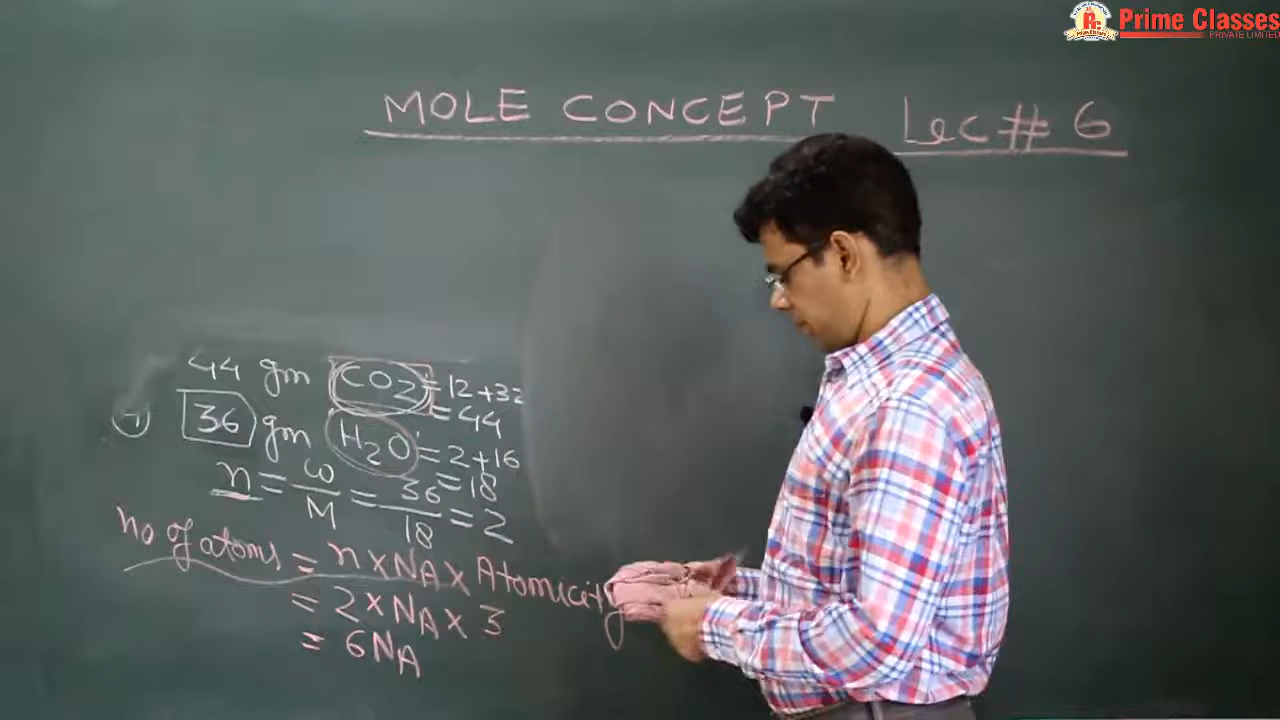 Prime Classes
PRIVATE LIMITED
MOLE CONCEPT Lec # 6
44 gm CO2 = 12+32
= 44
36 gm H2O = 2+16
= 18
n = w/M = 36/18 = 2
no of atoms = n × NA × Atomicity
= 2 × NA × 3
= 6NA